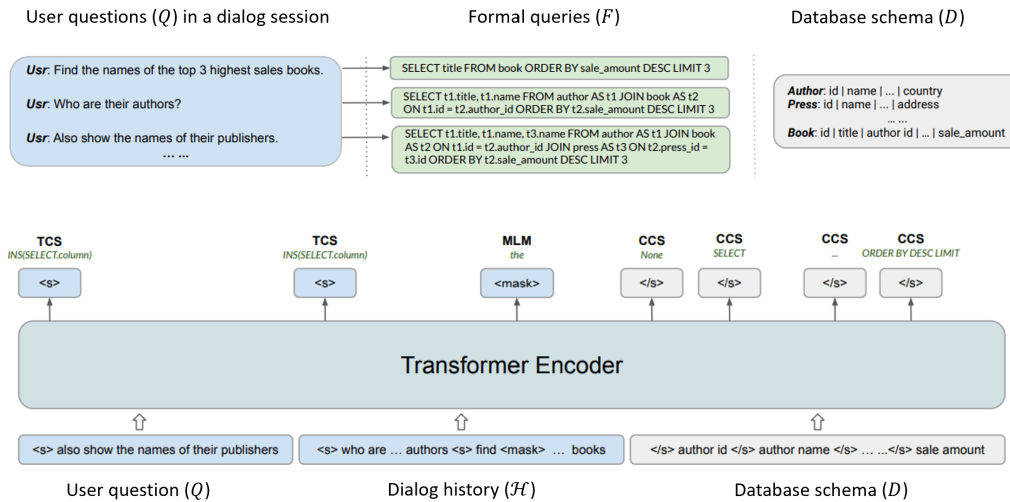 User questions (Q) in a dialog session
Formal queries (F)
Database schema (D)
Usr: Find the names of the top 3 highest sales books.
Usr: Who are their authors?
Usr: Also show the names of their publishers.
... ...
SELECT title FROM book ORDER BY sale_amount DESC LIMIT 3
SELECT t1.title, t1.name FROM author AS t1 JOIN book AS t2
ON t1.id = t2.author_id ORDER BY t2.sale_amount DESC LIMIT 3
SELECT t1.title, t1.name, t3.name FROM author AS t1 JOIN book
AS t2 ON t1.id = t2.author_id JOIN press AS t3 ON t2.press_id =
t3.id ORDER BY t2.sale_amount DESC LIMIT 3
Author: id | name | ... | country
Press: id | name | ... | address
... ...
Book: id | title | author id | ... | sale_amount
TCS
INS(SELECT.column)
<s>
TCS
INS(SELECT.column)
<s>
MLM
the
<mask>
CCS
None
</s>
CCS
SELECT
</s>
CCS
...
</s>
CCS
ORDER BY DESC LIMIT
</s>
Transformer Encoder
<s> also show the names of their publishers
<s> who are ... authors <s> find <mask> ... books
</s> author id </s> author name </s> ... ...</s> sale amount
User question (Q)
Dialog history (ℋ)
Database schema (D)